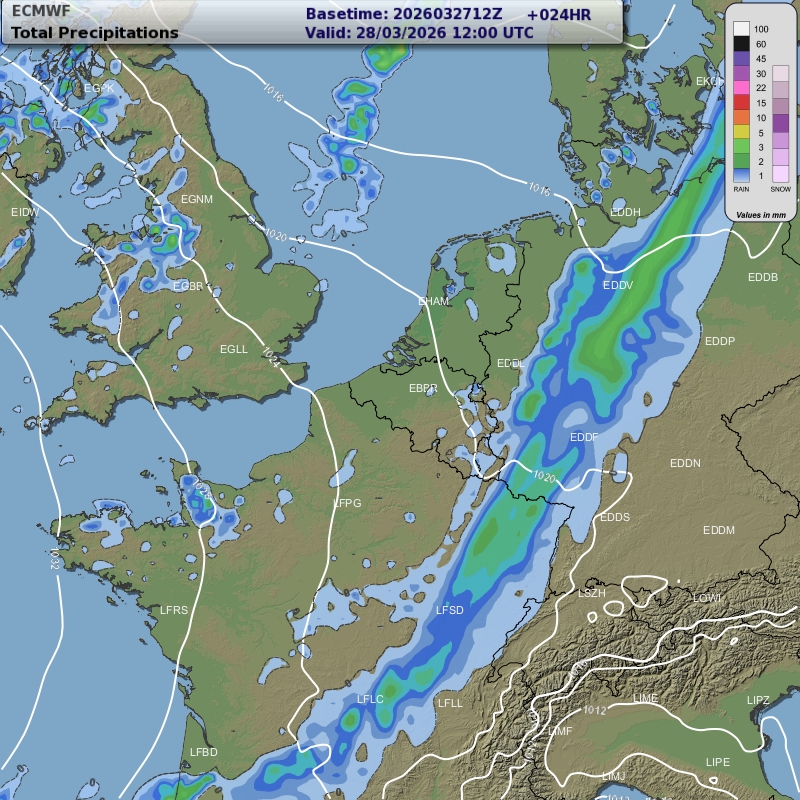 ECMWF
Basetime: 2026032712Z +024HR
Total Precipitations
Valid: 28/03/2026 12:00 UTC
100
60
45
30
22
15
10
5
3
2
1
RAIN
SNOW
Values in mm
EGPK
1016
1016
EIDW
EGNM
EDDH
1020
EGBB
EDDV
EDDB
EHAM
EGLL
1024
EDDL
EDDP
EBBR
EDDF
EDDN
1020
LFPG
EDDS
EDDM
1032
LSZH
LOWI
LFRS
LFSD
LFLC
LFLL
LIME
LIPZ
1012
LIMF
LFBD
LIPE
LIMJ